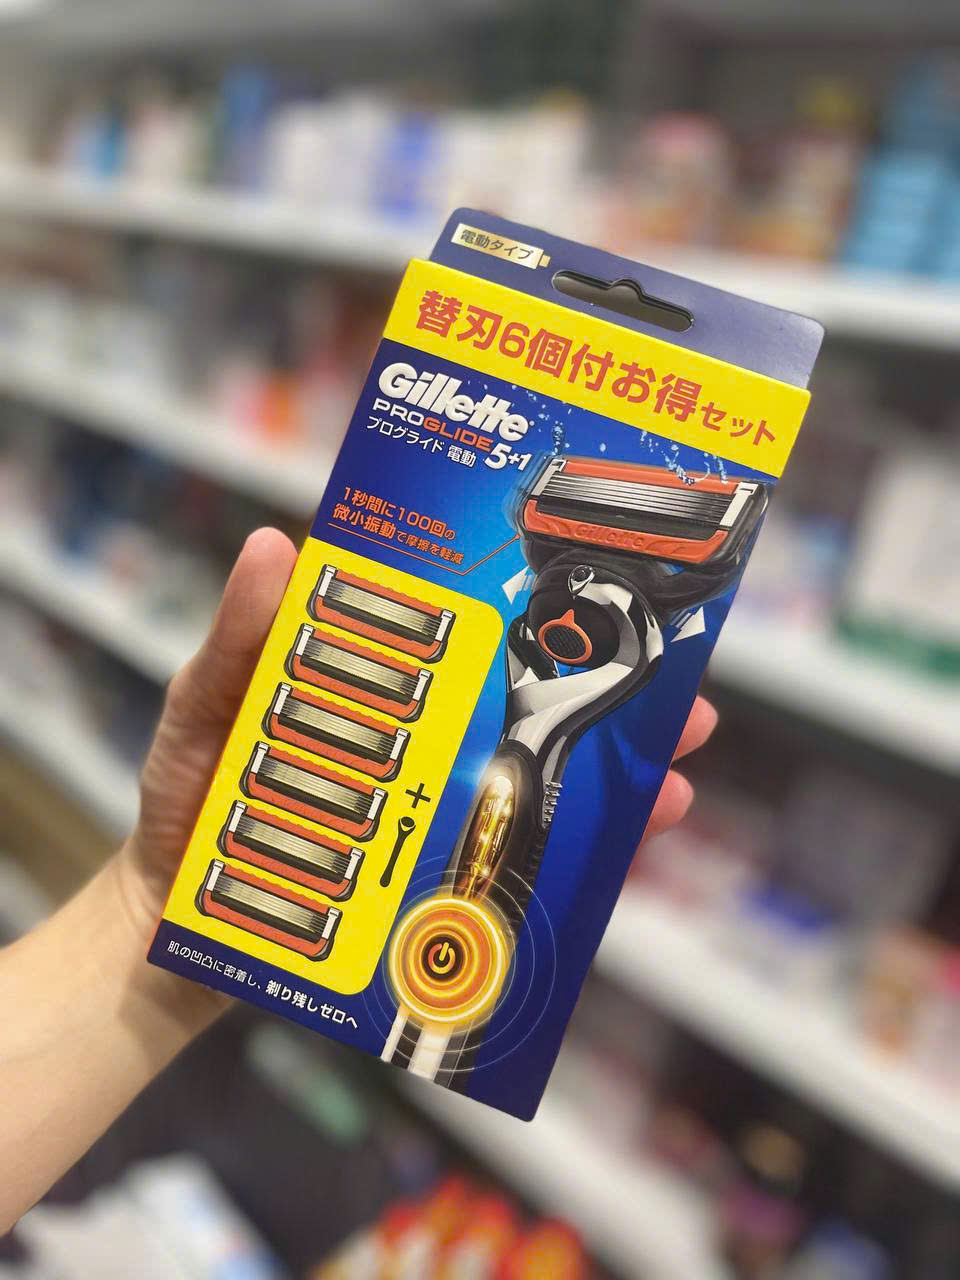 電動タイプ
替刃6個付お得セット
Gillette
PROGLIDE
プログライド 電動 5+1
1秒間に100回の
微小振動で摩擦を軽減
Gillette
+
肌の凹凸に密着し、剃り残しゼロへ